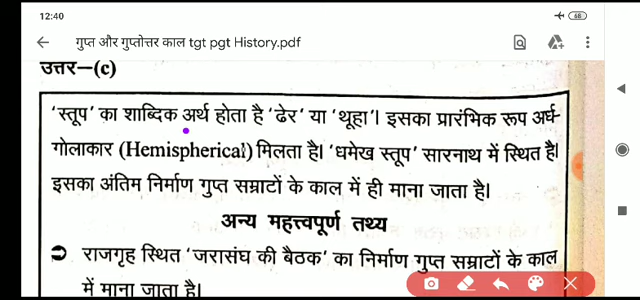 12:40
68
गुप्त और गुप्तोत्तर काल tgt pgt History.pdf
उत्तर–(c)
'स्तूप' का शाब्दिक अर्थ होता है 'ढेर' या 'थूहा'। इसका प्रारंभिक रूप अर्ध-
गोलाकार (Hemispherical) मिलता है। 'धमेख स्तूप' सारनाथ में स्थित है।
इसका अंतिम निर्माण गुप्त सम्राटों के काल में ही माना जाता है।
अन्य महत्त्वपूर्ण तथ्य
राजगृह स्थित 'जरासंघ की बैठक' का निर्माण गुप्त सम्राटों के काल
में माना जाता है।